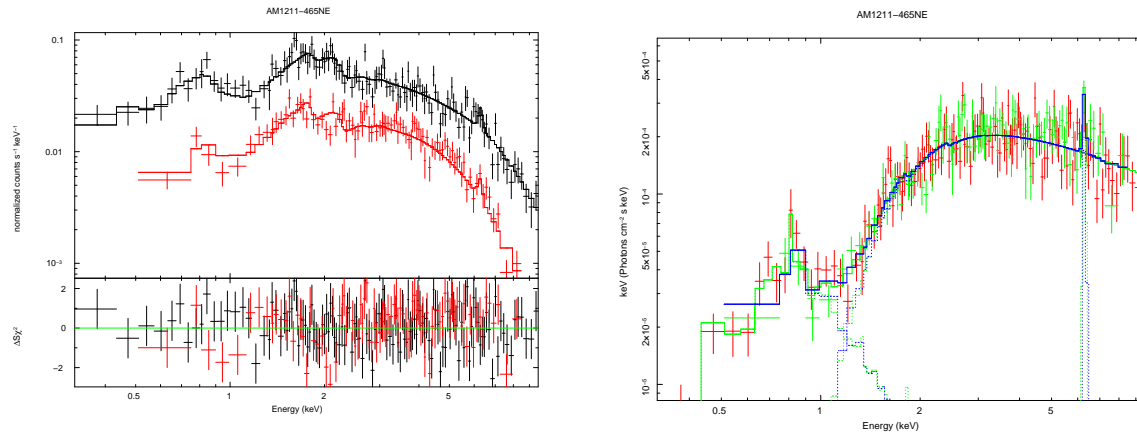 AM1211−465NE
0.1
0.01
10⁻³
normalized counts s⁻¹ keV⁻¹
2
0
−2
ΔSχ²
0.5
1
2
5
Energy (keV)
AM1211−465NE
5×10⁻⁴
2×10⁻⁴
10⁻⁴
5×10⁻⁵
2×10⁻⁵
10⁻⁵
keV (Photons cm⁻² s keV)
0.5
1
2
5
Energy (keV)